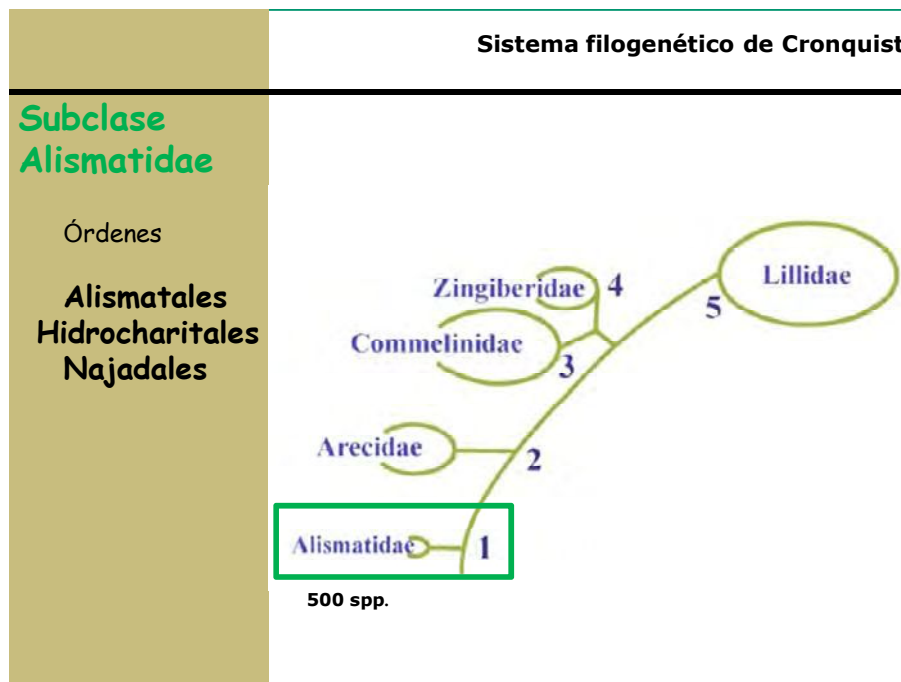 Sistema filogenético de Cronquist
Subclase
Alismatidae
Órdenes
Alismatales
Hidrocharitales
Najadales
Lillidae
5
Zingiberidae 4
Commelinidae
3
Arecidae
2
Alismatidae 1
500 spp.